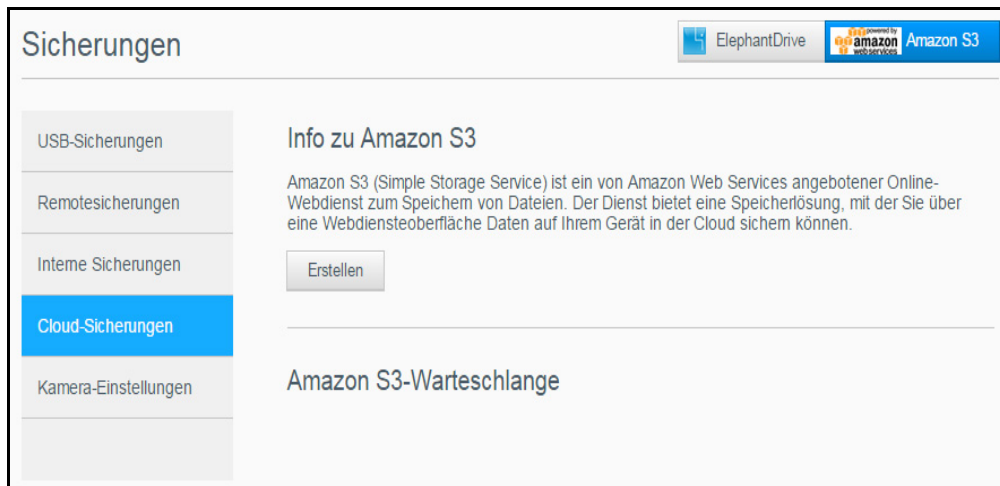 Sicherungen
ElephantDrive
powered by
amazon
webservices
Amazon S3
USB-Sicherungen
Remotesicherungen
Interne Sicherungen
Cloud-Sicherungen
Kamera-Einstellungen
Info zu Amazon S3
Amazon S3 (Simple Storage Service) ist ein von Amazon Web Services angebotener Online-
Webdienst zum Speichern von Dateien. Der Dienst bietet eine Speicherlösung, mit der Sie über
eine Webdiensteoberfläche Daten auf Ihrem Gerät in der Cloud sichern können.
Erstellen
Amazon S3-Warteschlange